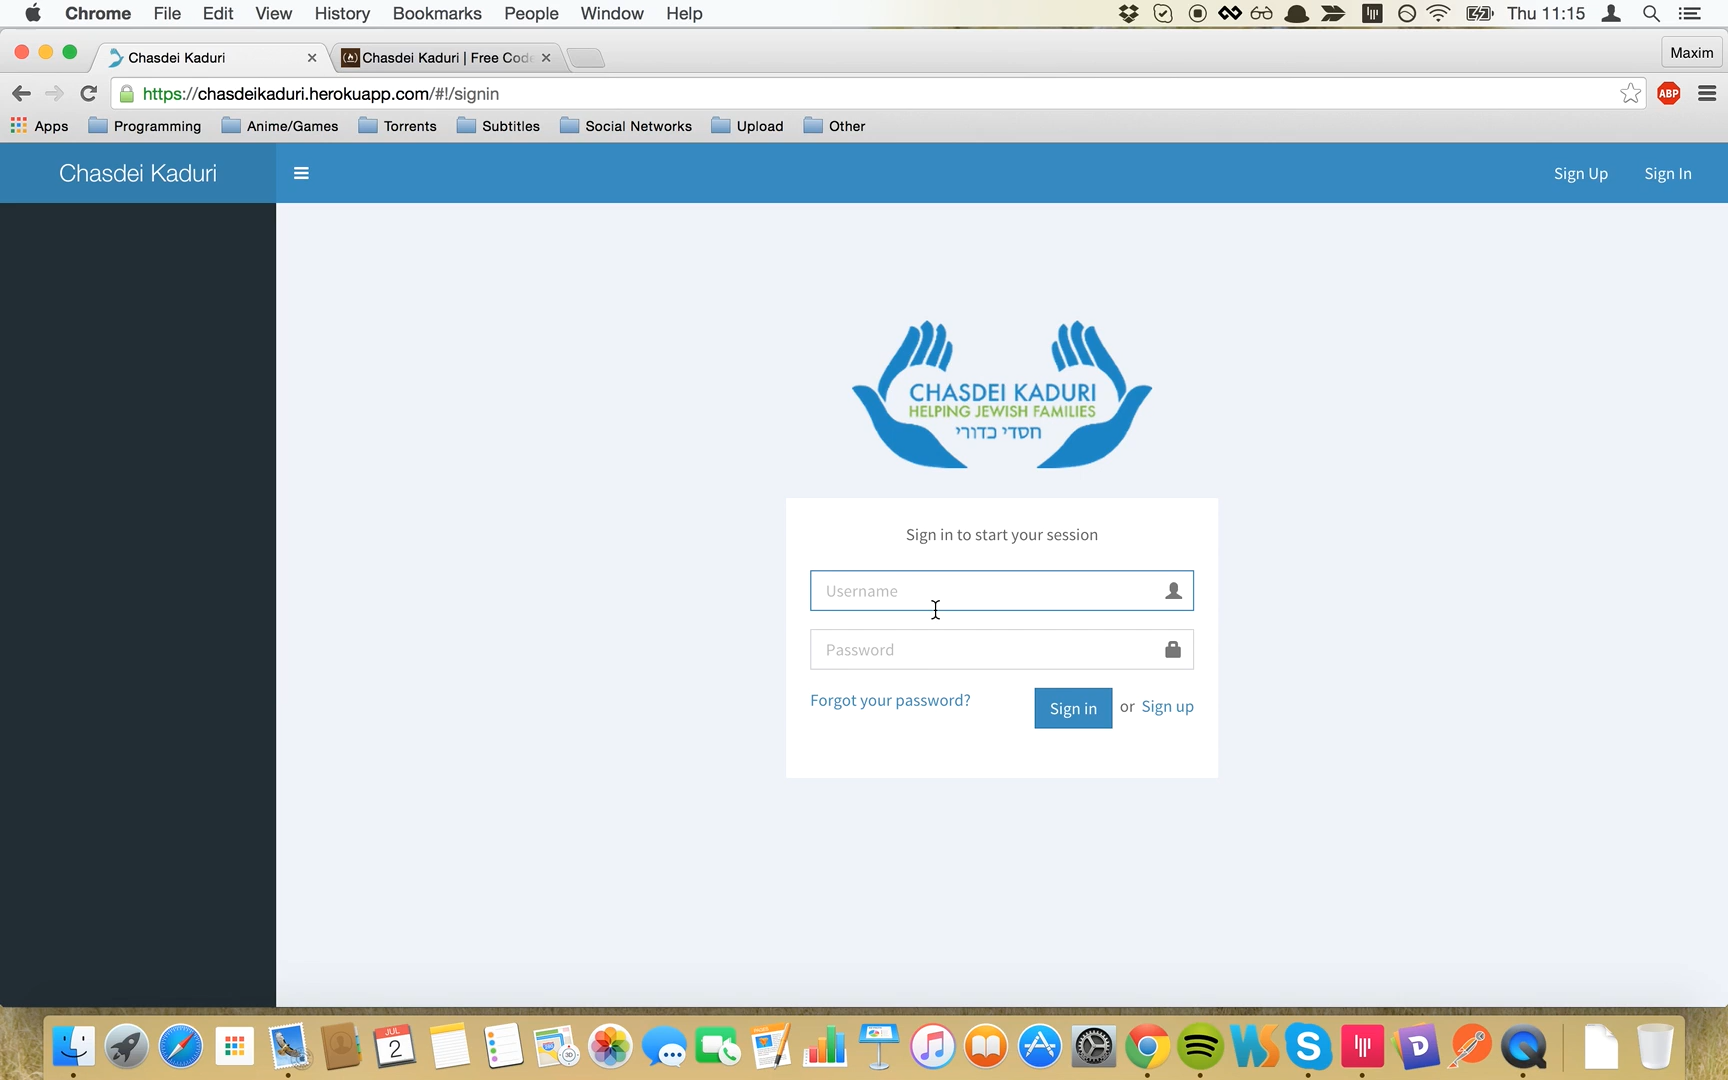 Chrome File Edit View History Bookmarks People Window Help Thu 11:15
Chasdei Kaduri Chasdei Kaduri | Free Cod Maxim
https://chasdeikaduri.herokuapp.com/#!/signin ABP
Apps Programming Anime/Games Torrents Subtitles Social Networks Upload Other
Chasdei Kaduri Sign Up Sign In
CHASDEI KADURI
HELPING JEWISH FAMILIES
חסדי כדורי
Sign in to start your session
Username
Password
Forgot your password? Sign in or Sign up
JUL
2